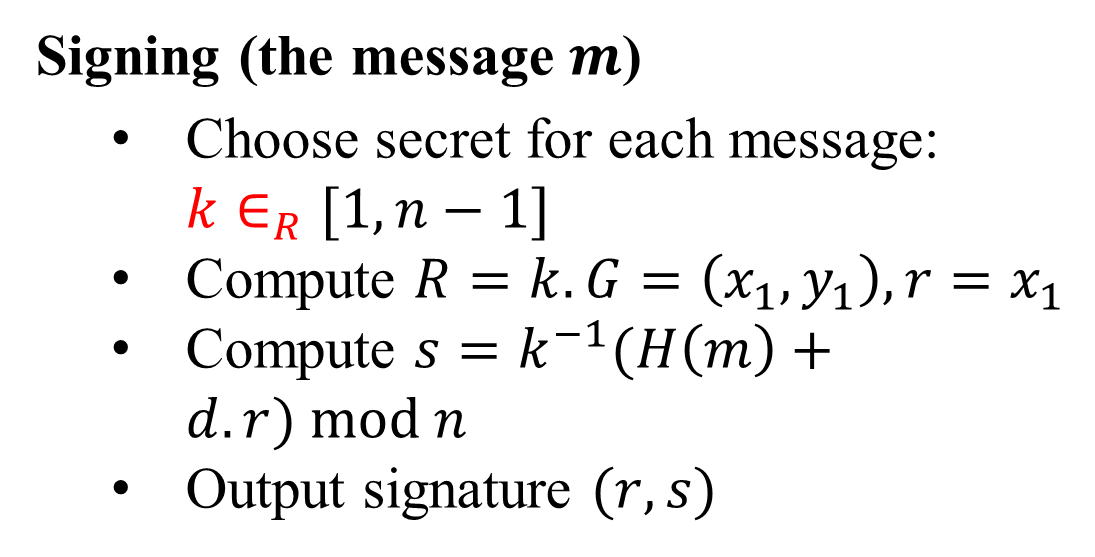 Signing (the message m)
• Choose secret for each message:
k ∈_R [1, n − 1]
• Compute R = k. G = (x₁, y₁), r = x₁
• Compute s = k⁻¹(H(m) +
d. r) mod n
• Output signature (r, s)